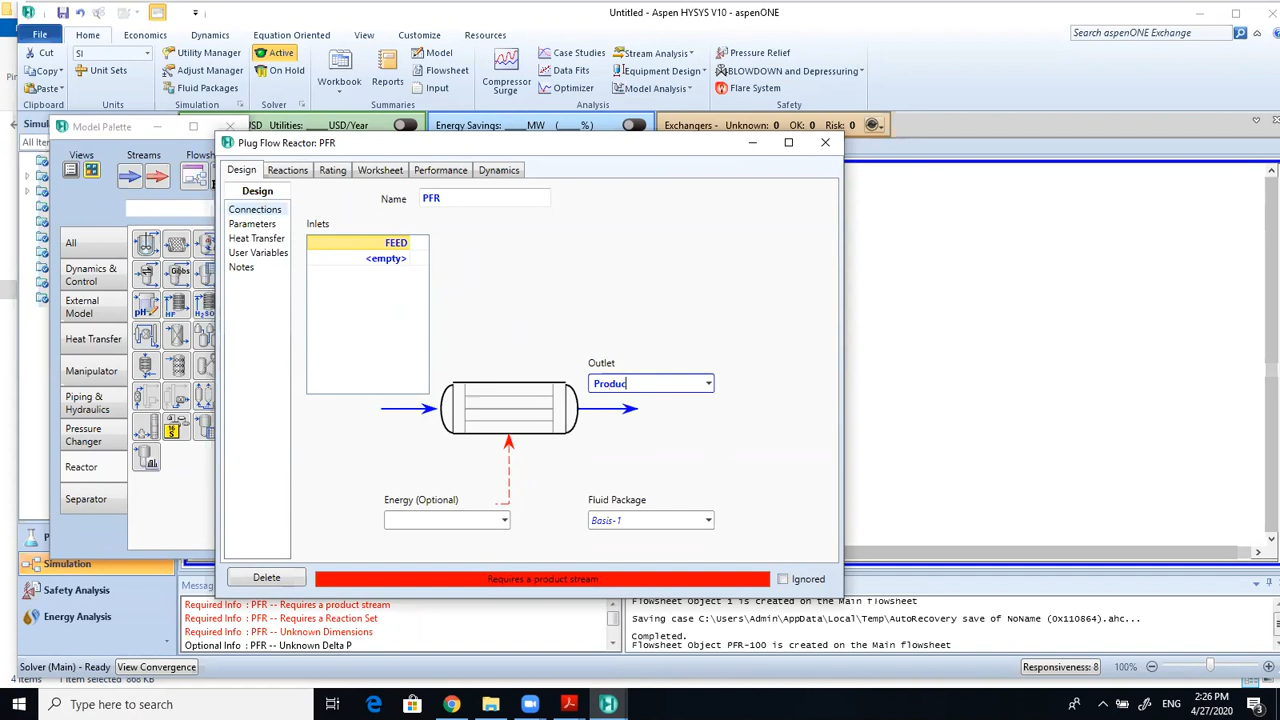 Untitled - Aspen HYSYS V10 - aspenONE
File Home Economics Dynamics Equation Oriented View Customize Resources
Search aspenONE Exchange
Cut SI Utility Manager Active Model Case Studies Stream Analysis Pressure Relief
Copy Unit Sets Adjust Manager On Hold Workbook Reports Flowsheet Compressor Surge Data Fits Equipment Design BLOWDOWN and Depressuring
Paste Fluid Packages Input Optimizer Model Analysis Flare System
Clipboard Units Simulation Solver Summaries Analysis Safety
USD Utilities: ____USD/Year Energy Savings: ____MW (____%) Exchangers - Unknown: 0 OK: 0 Risk: 0
Model Palette
All
Views Streams
All
Dynamics & Control
External Model
Heat Transfer
Manipulator
Piping & Hydraulics
Pressure Changer
Reactor
Separator
Plug Flow Reactor: PFR
Design Reactions Rating Worksheet Performance Dynamics
Design
Connections
Parameters
Heat Transfer
User Variables
Notes
Name PFR
Inlets
FEED
<empty>
Outlet
Produc
Energy (Optional)
Fluid Package
Basis-1
Delete
Requires a product stream
Ignored
Simulation
Safety Analysis
Energy Analysis
Required Info : PFR -- Requires a product stream
Required Info : PFR -- Requires a Reaction Set
Required Info : PFR -- Unknown Dimensions
Optional Info : PFR -- Unknown Delta P
Flowsheet Object 1 is created on the Main flowsheet
Saving case C:\Users\Admin\AppData\Local\Temp\AutoRecovery save of NoName (0x110864).ahc...
Completed.
Flowsheet Object PFR-100 is created on the Main flowsheet
Solver (Main) - Ready View Convergence
Responsiveness: 8 100%
Type here to search
ENG
2:26 PM
4/27/2020